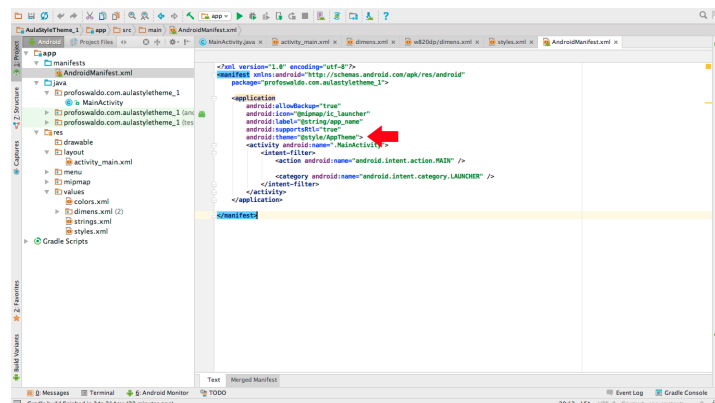 app
AulaStyleTheme_1 app src main AndroidManifest.xml
Android Project Files
MainActivity.java × activity_main.xml × dimens.xml × w820dp/dimens.xml × styles.xml × AndroidManifest.xml ×
1: Project
Z: Structure
Captures
2: Favorites
Build Variants
app
manifests
AndroidManifest.xml
java
profoswaldo.com.aulastyletheme_1
MainActivity
profoswaldo.com.aulastyletheme_1 (and
profoswaldo.com.aulastyletheme_1 (tes
res
drawable
layout
activity_main.xml
menu
mipmap
values
colors.xml
dimens.xml (2)
strings.xml
styles.xml
Gradle Scripts
<?xml version="1.0" encoding="utf-8"?>
<manifest xmlns:android="http://schemas.android.com/apk/res/android"
package="profoswaldo.com.aulastyletheme_1">
<application
android:allowBackup="true"
android:icon="@mipmap/ic_launcher"
android:label="@string/app_name"
android:supportsRtl="true"
android:theme="@style/AppTheme">
<activity android:name=".MainActivity">
<intent-filter>
<action android:name="android.intent.action.MAIN" />
<category android:name="android.intent.category.LAUNCHER" />
</intent-filter>
</activity>
</application>
</manifest>
Text Merged Manifest
0: Messages Terminal 6: Android Monitor TODO Event Log Gradle Console